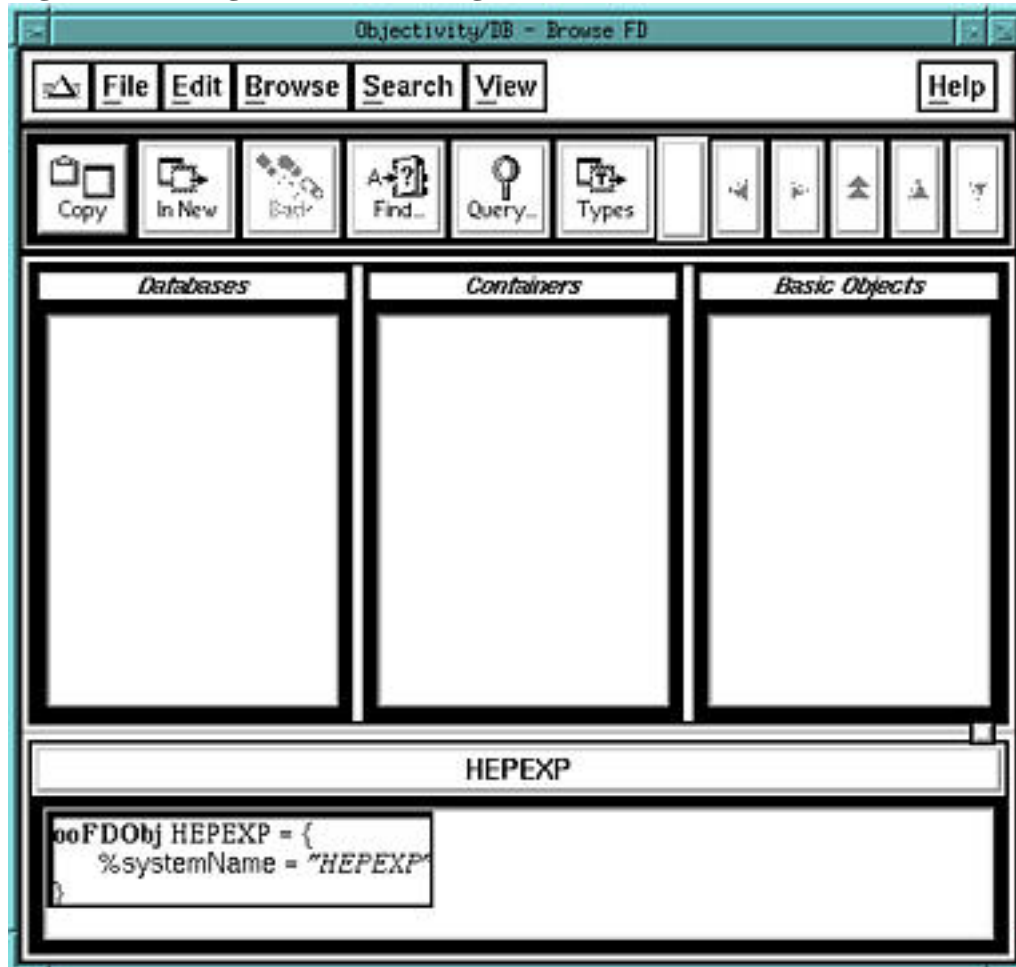 Objectivity/DB - Browse FD
File Edit Browse Search View Help
Copy In New Back Find... Query... Types
Databases Containers Basic Objects
HEPEXP
ooFDObj HEPEXP = {
%systemName = "HEPEXP"
}